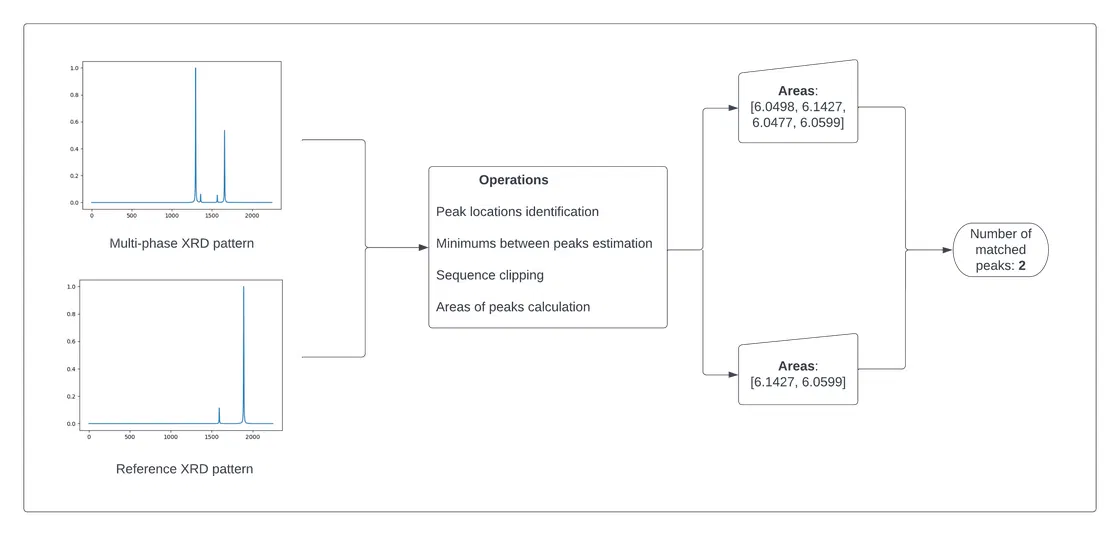 1.0
0.8
0.6
0.4
0.2
0.0
0 500 1000 1500 2000
Multi-phase XRD pattern
1.0
0.8
0.6
0.4
0.2
0.0
0 500 1000 1500 2000
Reference XRD pattern
Operations
Peak locations identification
Minimums between peaks estimation
Sequence clipping
Areas of peaks calculation
Areas:
[6.0498, 6.1427,
6.0477, 6.0599]
Areas:
[6.1427, 6.0599]
Number of
matched
peaks: 2